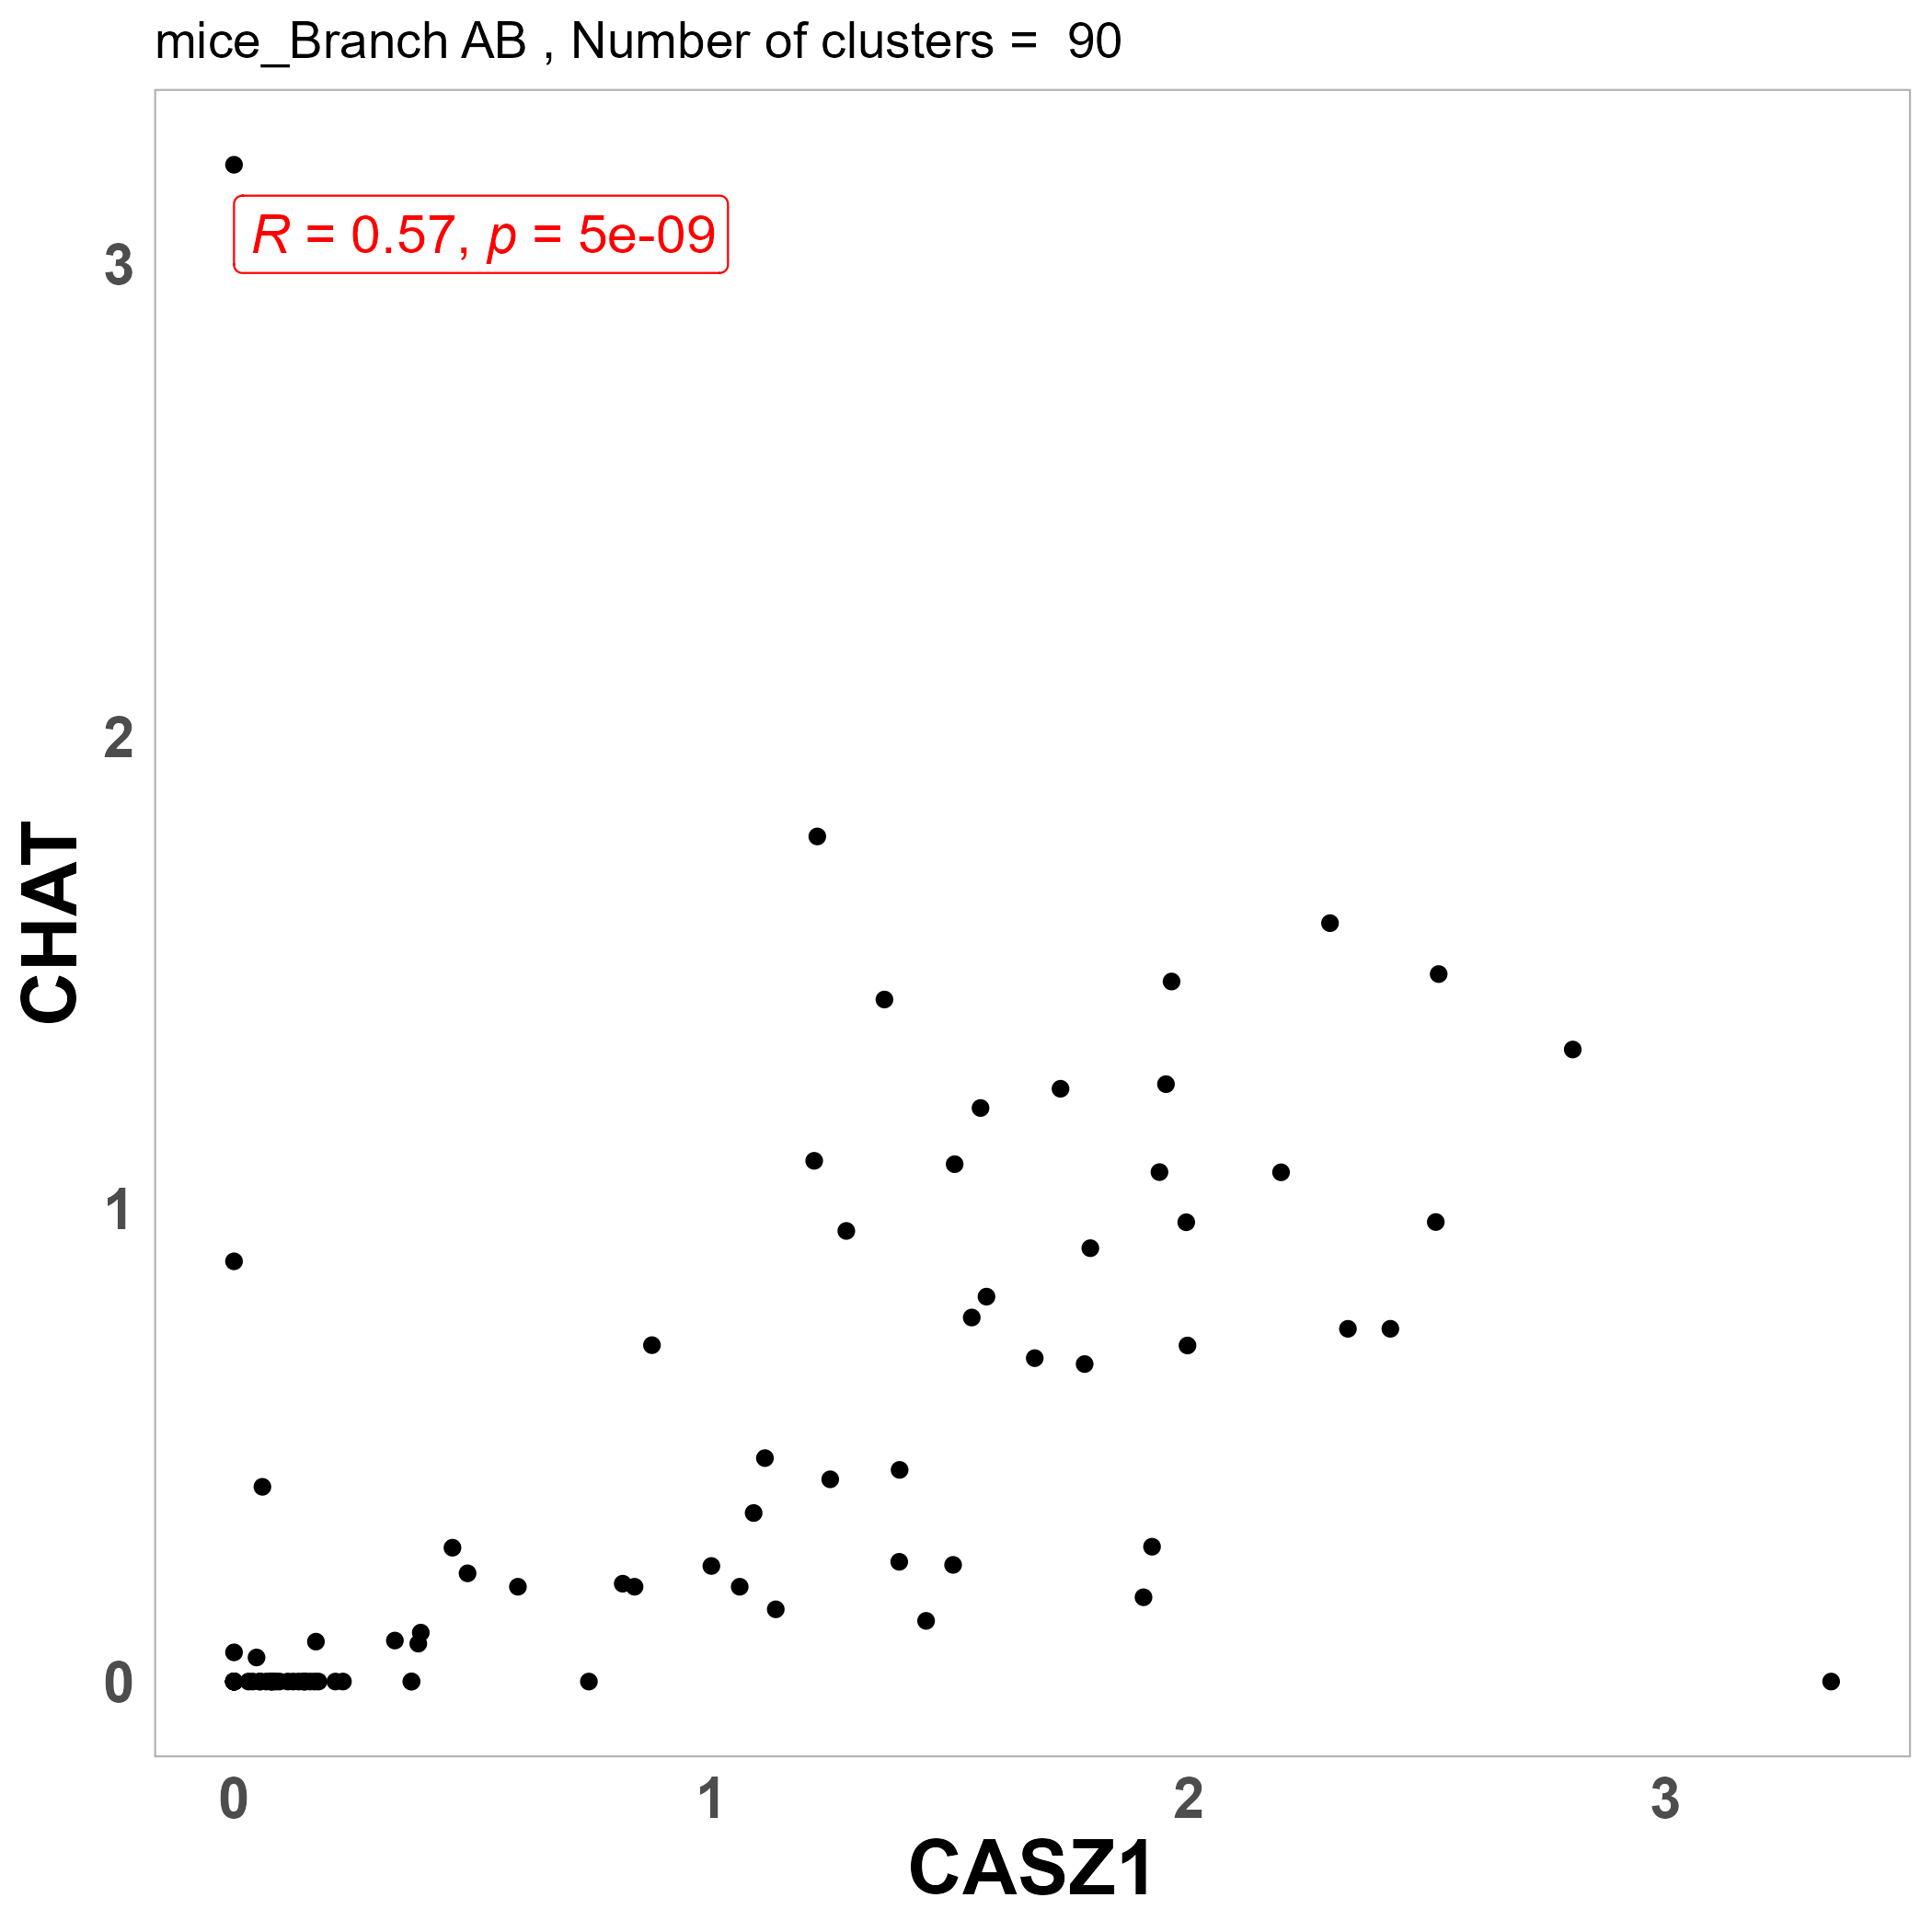 mice_Branch AB , Number of clusters =  90
R = 0.57, p = 5e-09
3
2
1
0
CHAT
0 1 2 3
CASZ1